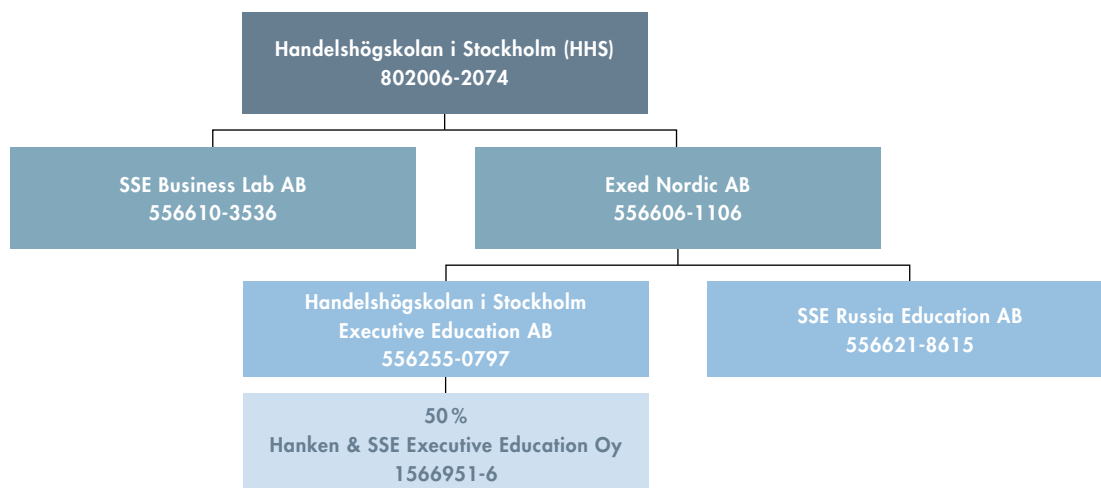 Handelshögskolan i Stockholm (HHS)
802006-2074
SSE Business Lab AB
556610-3536
Exed Nordic AB
556606-1106
Handelshögskolan i Stockholm
Executive Education AB
556255-0797
SSE Russia Education AB
556621-8615
50 %
Hanken & SSE Executive Education Oy
1566951-6